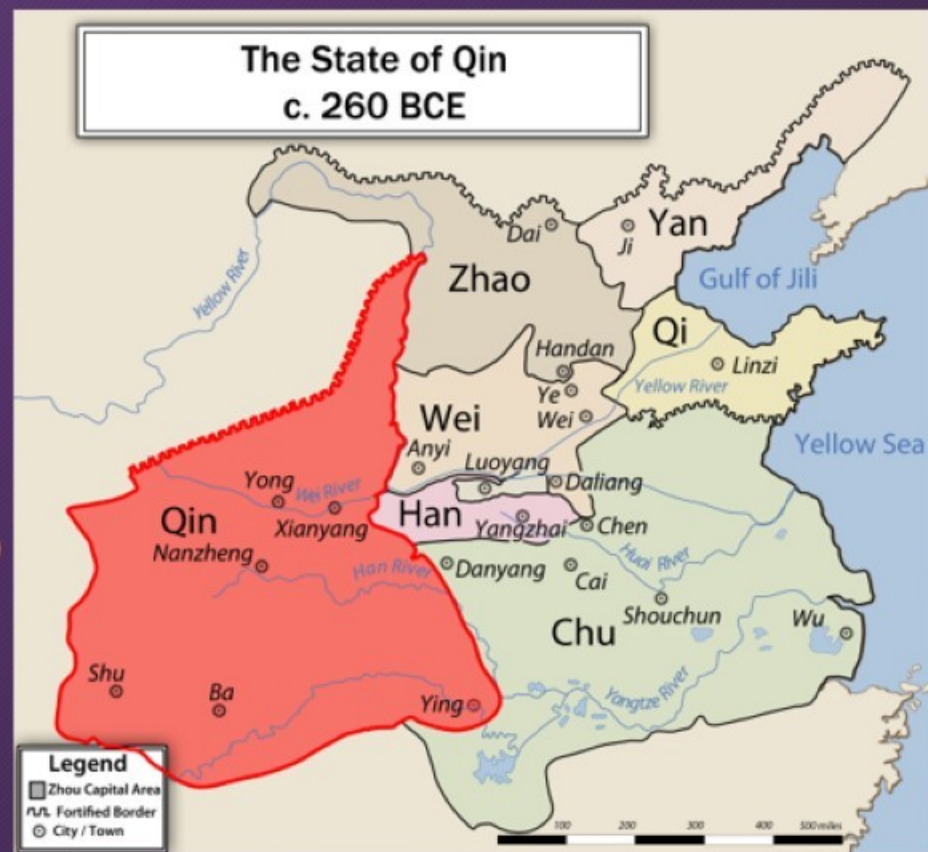 The State of Qin
c. 260 BCE
Yan
Dai
Ji
Zhao
Gulf of Jili
Yellow River
Qi
Handan
Linzi
Ye
Yellow River
Wei
Wei
Yellow Sea
Anyi
Luoyang
Daliang
Yong
Wei River
Qin
Xianyang
Han
Yangzhai
Chen
Nanzheng
Han River
Danyang
Huai River
Cai
Shouchun
Chu
Wu
Shu
Ba
Ying
Yangtze River
Legend
Zhou Capital Area
Fortified Border
City / Town
100
200
300
400
500 miles